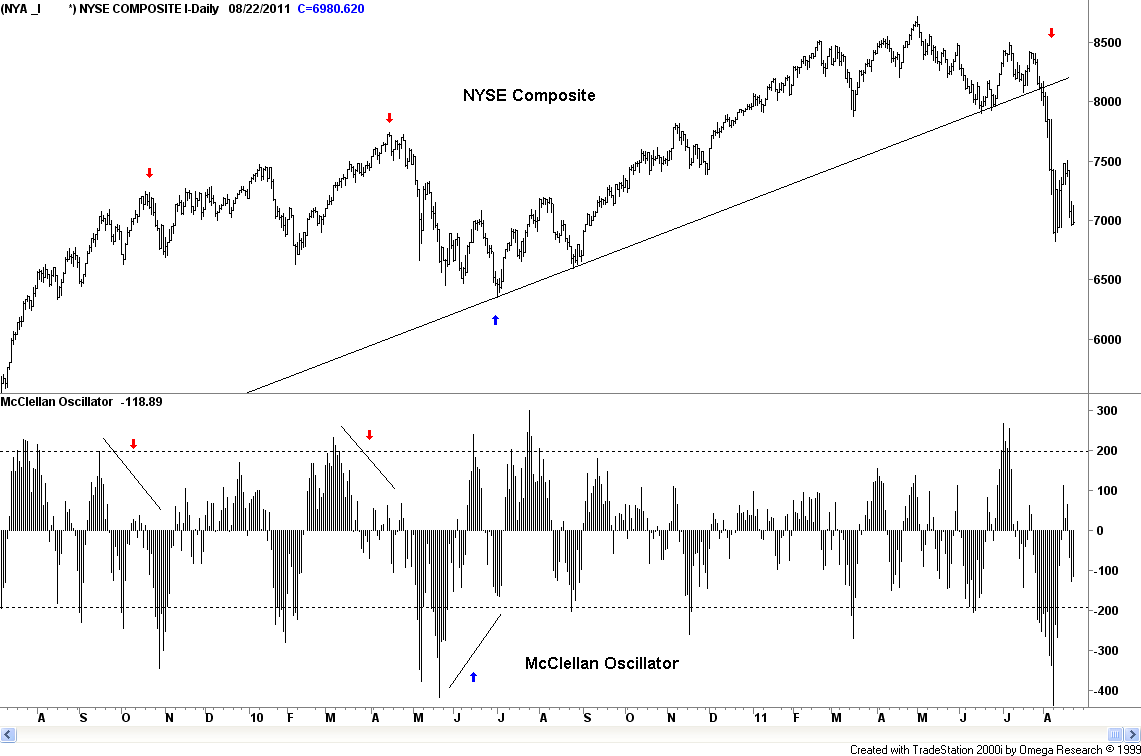 (NYA _I *) NYSE COMPOSITE I-Daily 08/22/2011 C=6980.620
8500
NYSE Composite
8000
7500
7000
6500
6000
McClellan Oscillator -118.89
300
200
100
0
-100
-200
-300
McClellan Oscillator
-400
A S O N D 10 F M A M J J A S O N D 11 F M A M J J A
Created with TradeStation 2000i by Omega Research © 1999